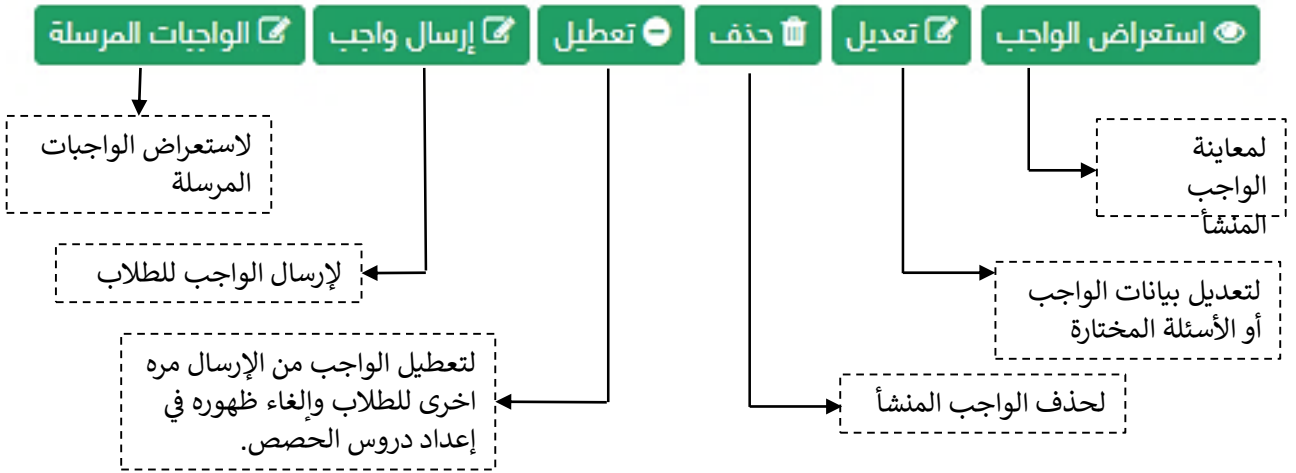 استعراض الواجب
تعديل
حذف
تعطيل
إرسال واجب
الواجبات المرسلة
لمعاينة
الواجب
المنشأ
لاستعراض الواجبات
المرسلة
لإرسال الواجب للطلاب
لتعديل بيانات الواجب
أو الأسئلة المختارة
لتعطيل الواجب من الإرسال مره
اخرى للطلاب وإلغاء ظهوره في
إعداد دروس الحصص.
لحذف الواجب المنشأ